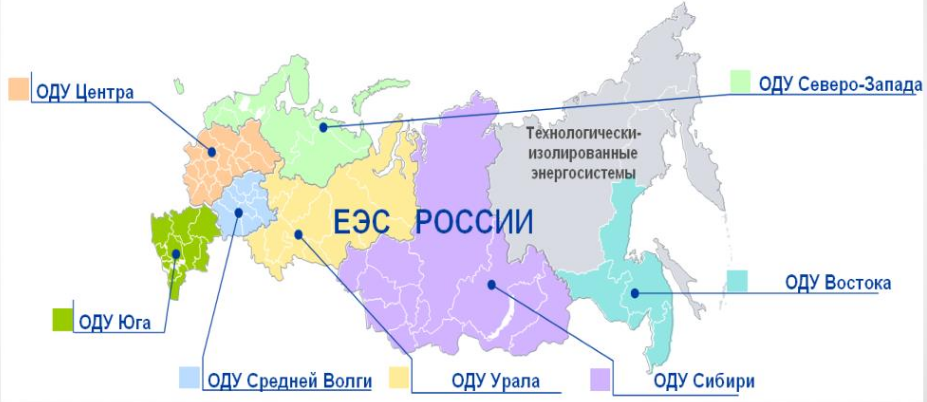 ОДУ Центра
ОДУ Северо-Запада
Технологически-
изолированные
энергосистемы
ЕЭС РОССИИ
ОДУ Востока
ОДУ Юга
ОДУ Средней Волги
ОДУ Урала
ОДУ Сибири